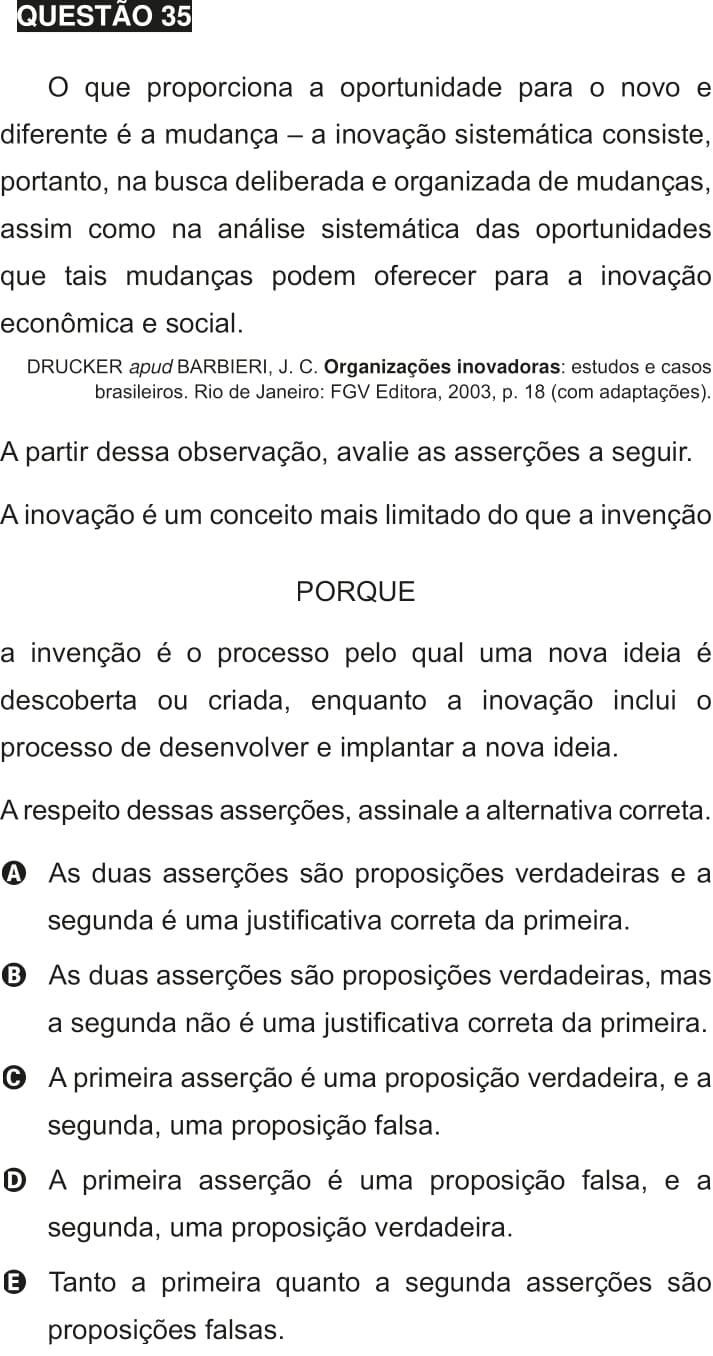 QUESTÃO 35
O que proporciona a oportunidade para o novo e
diferente é a mudança – a inovação sistemática consiste,
portanto, na busca deliberada e organizada de mudanças,
assim como na análise sistemática das oportunidades
que tais mudanças podem oferecer para a inovação
econômica e social.
DRUCKER apud BARBIERI, J. C. Organizações inovadoras: estudos e casos
brasileiros. Rio de Janeiro: FGV Editora, 2003, p. 18 (com adaptações).
A partir dessa observação, avalie as asserções a seguir.
A inovação é um conceito mais limitado do que a invenção
PORQUE
a invenção é o processo pelo qual uma nova ideia é
descoberta ou criada, enquanto a inovação inclui o
processo de desenvolver e implantar a nova ideia.
A respeito dessas asserções, assinale a alternativa correta.
A As duas asserções são proposições verdadeiras e a
segunda é uma justificativa correta da primeira.
B As duas asserções são proposições verdadeiras, mas
a segunda não é uma justificativa correta da primeira.
C A primeira asserção é uma proposição verdadeira, e a
segunda, uma proposição falsa.
D A primeira asserção é uma proposição falsa, e a
segunda, uma proposição verdadeira.
E Tanto a primeira quanto a segunda asserções são
proposições falsas.